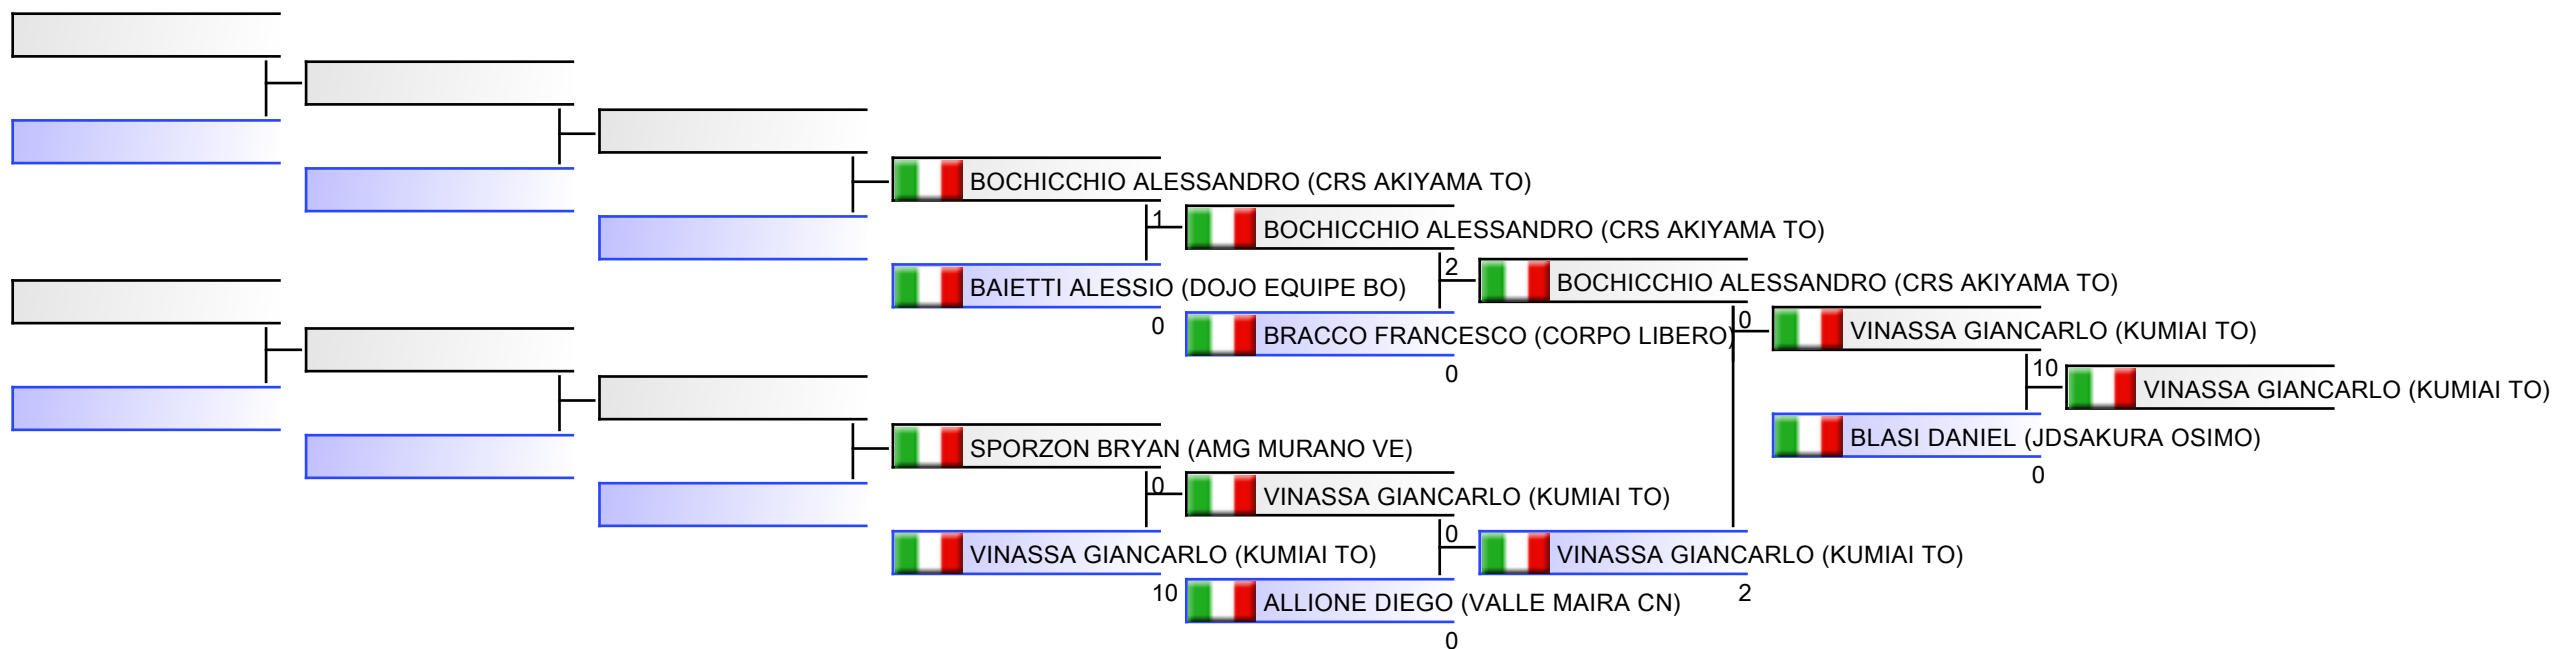 BOCHICCHIO ALESSANDRO (CRS AKIYAMA TO)
1
BOCHICCHIO ALESSANDRO (CRS AKIYAMA TO)
BAIETTI ALESSIO (DOJO EQUIPE BO)
0
2
BOCHICCHIO ALESSANDRO (CRS AKIYAMA TO)
BRACCO FRANCESCO (CORPO LIBERO)
0
0
VINASSA GIANCARLO (KUMIAI TO)
10
VINASSA GIANCARLO (KUMIAI TO)
BLASI DANIEL (JDSAKURA OSIMO)
0
SPORZON BRYAN (AMG MURANO VE)
0
VINASSA GIANCARLO (KUMIAI TO)
VINASSA GIANCARLO (KUMIAI TO)
10
0
VINASSA GIANCARLO (KUMIAI TO)
2
ALLIONE DIEGO (VALLE MAIRA CN)
0